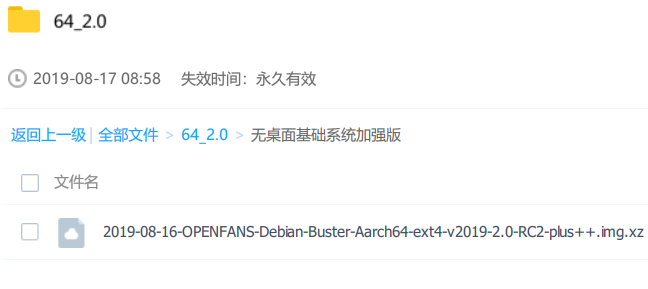 64_2.0
2019-08-17 08:58 失效时间：永久有效
返回上一级 | 全部文件 > 64_2.0 > 无桌面基础系统加强版
文件名
2019-08-16-OPENFANS-Debian-Buster-Aarch64-ext4-v2019-2.0-RC2-plus++.img.xz